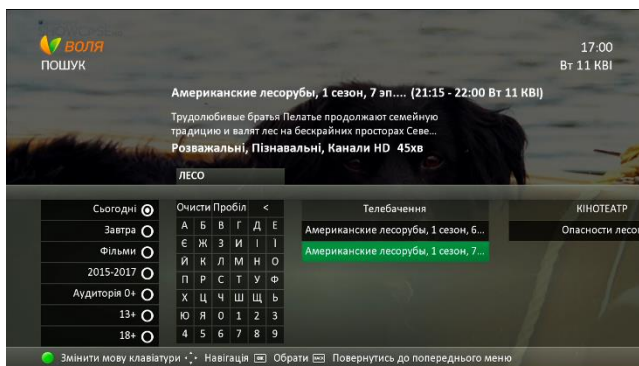 ВОЛЯ
ПОШУК
17:00
Вт 11 КВІ
Американские лесорубы, 1 сезон, 7 эп.... (21:15 - 22:00 Вт 11 КВІ)
Трудолюбивые братья Пелатье продолжают семейную
традицию и валят лес на бескрайних просторах Севе...
Розважальні, Пізнавальні, Канали HD 45хв
ЛЕСО
Сьогодні
Завтра
Фільми
2015-2017
Аудиторія 0+
13+
18+
Очисти Пробіл <
А Б В Г Д Е
Є Ж З И І Ї
Й К Л М Н О
П Р С Т У Ф
Х Ц Ч Ш Щ Ь
Ю Я 0 1 2 3
4 5 6 7 8 9
Телебачення
Американские лесорубы, 1 сезон, 6...
Американские лесорубы, 1 сезон, 7...
КІНОТЕАТР
Опасности лесо
Змінити мову клавіатури Навігація OK Обрати BACK Повернутись до попереднього меню